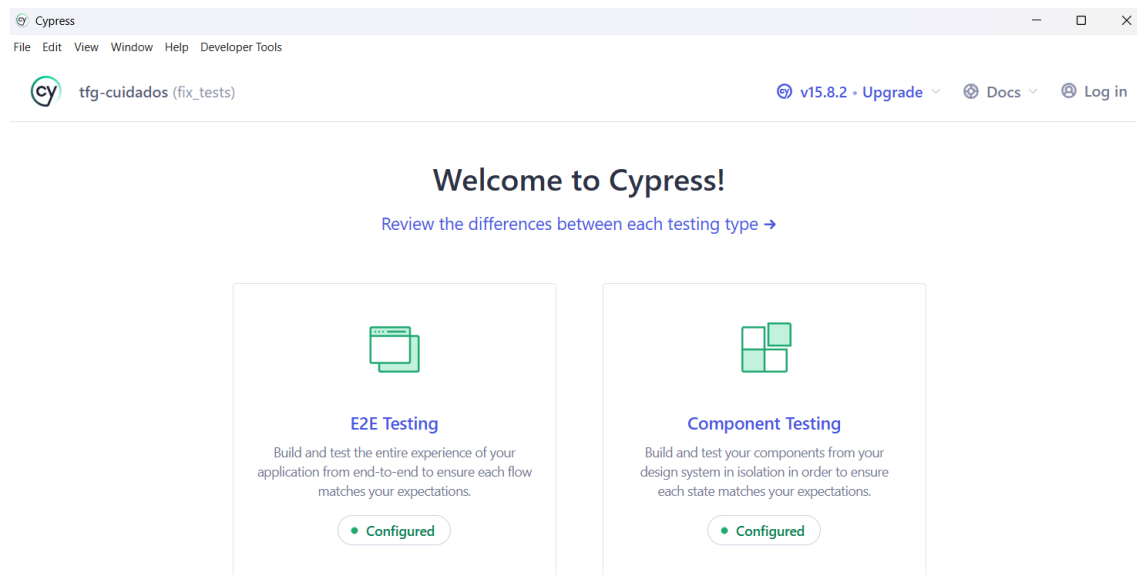 Cypress
File Edit View Window Help Developer Tools
cy tfg-cuidados (fix_tests) v15.8.2 • Upgrade Docs Log in
Welcome to Cypress!
Review the differences between each testing type →
E2E Testing
Build and test the entire experience of your
application from end-to-end to ensure each flow
matches your expectations.
Configured
Component Testing
Build and test your components from your
design system in isolation in order to ensure
each state matches your expectations.
Configured